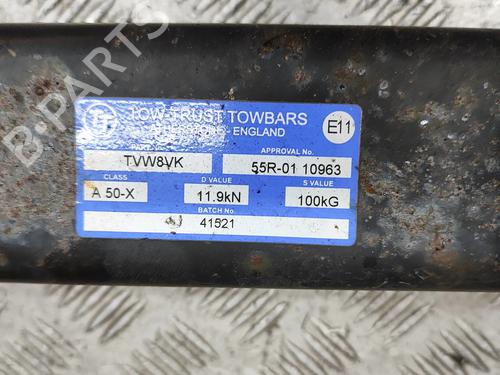 TT TOW-TRUST TOWBARS
ENGLAND E11
APPROVAL No.
TVW8VK 55R-01 10963
CLASS D VALUE S VALUE
A 50-X 11.9kN 100kG
BATCH No.
41521
B-PARTS